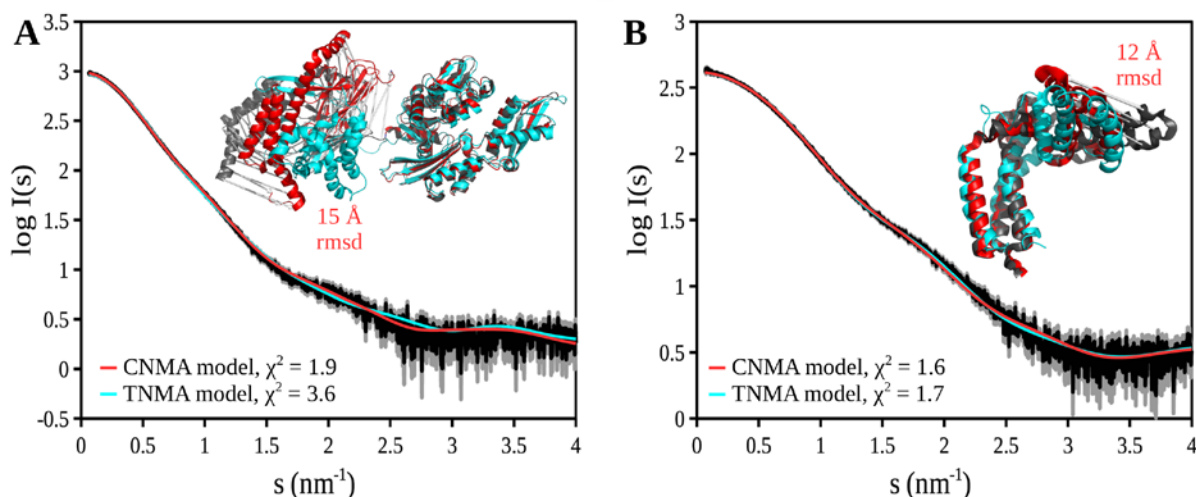 A
3.5
3
2.5
2
1.5
1
0.5
0
-0.5
log I(s)
15 Å
rmsd
CNMA model, χ² = 1.9
TNMA model, χ² = 3.6
0 0.5 1 1.5 2 2.5 3 3.5 4
s (nm⁻¹)
B
3
2.5
2
1.5
1
0.5
0
log I(s)
12 Å
rmsd
CNMA model, χ² = 1.6
TNMA model, χ² = 1.7
0 0.5 1 1.5 2 2.5 3 3.5 4
s (nm⁻¹)